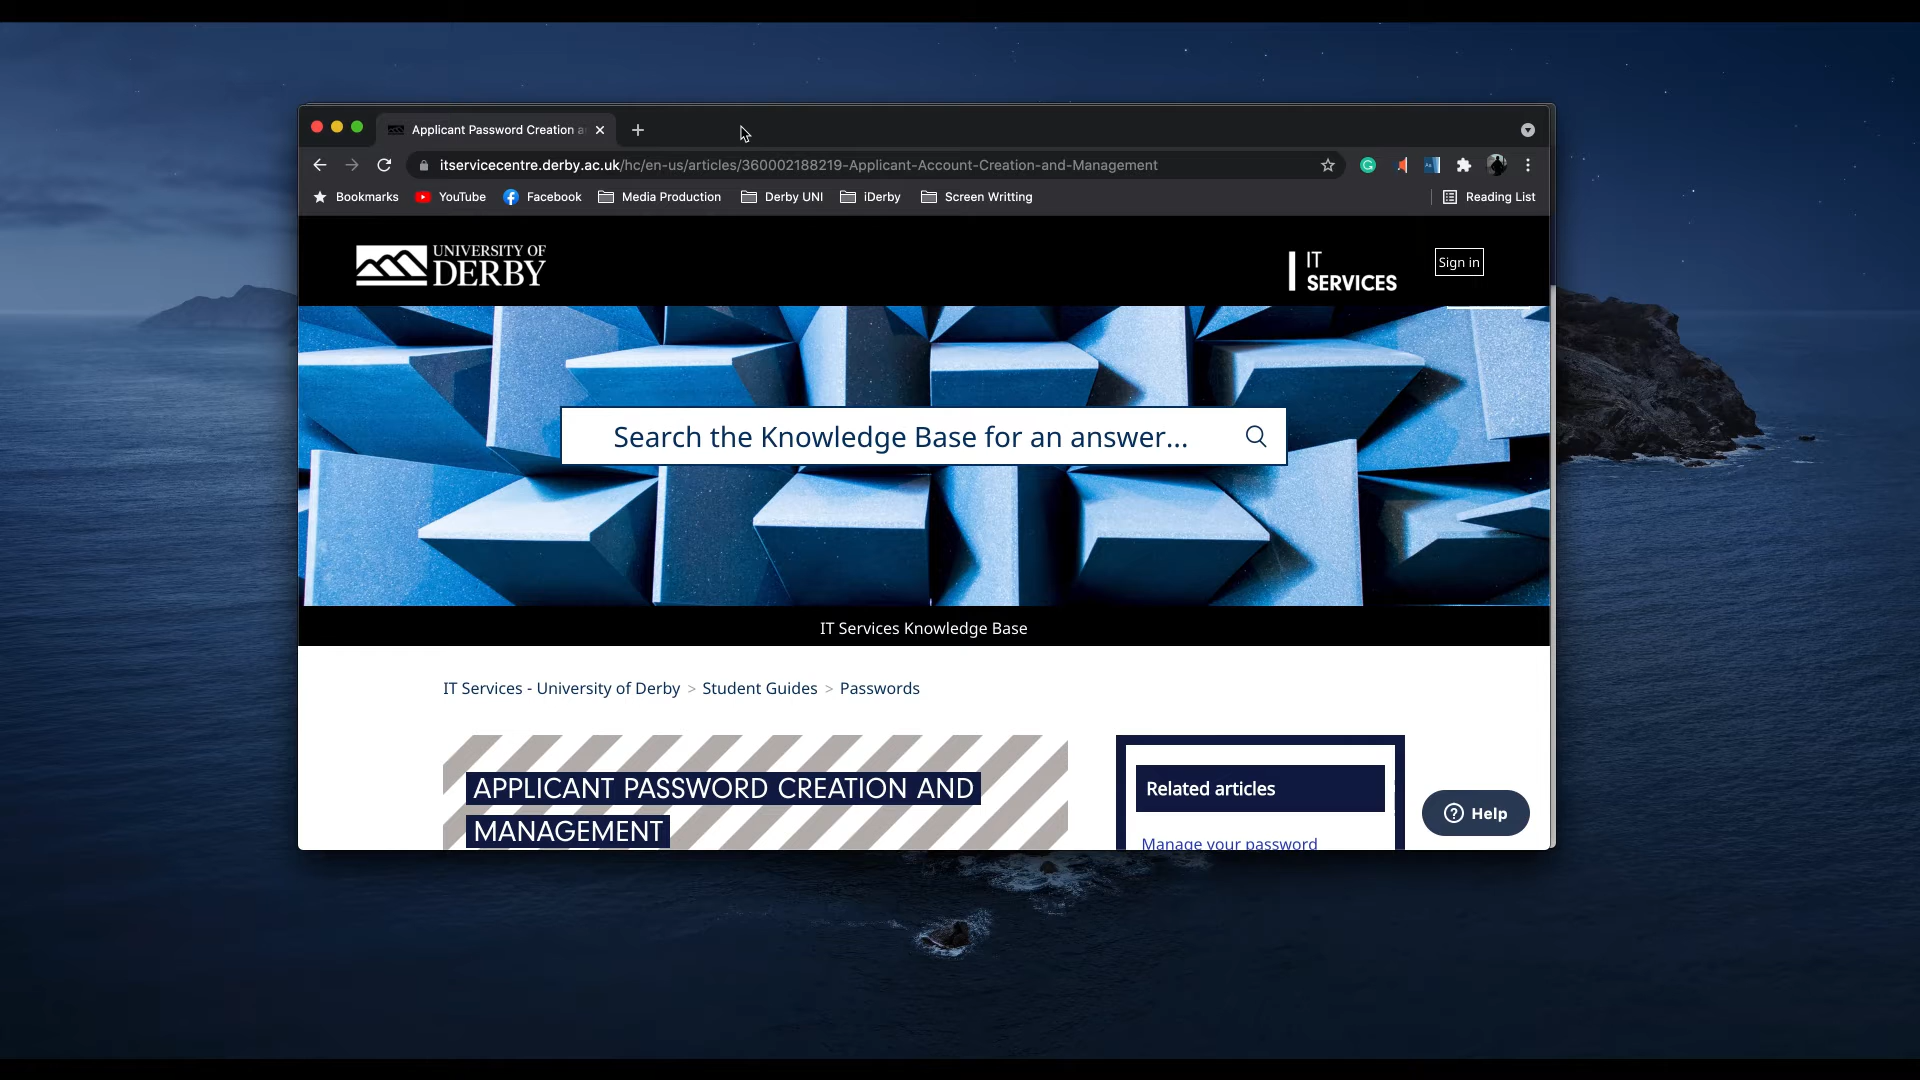 Applicant Password Creation a
itservicecentre.derby.ac.uk/hc/en-us/articles/360002188219-Applicant-Account-Creation-and-Management
Bookmarks YouTube Facebook Media Production Derby UNI iDerby Screen Writting Reading List
UNIVERSITY OF
DERBY
IT
SERVICES
Sign in
Search the Knowledge Base for an answer...
IT Services Knowledge Base
IT Services - University of Derby > Student Guides > Passwords
APPLICANT PASSWORD CREATION AND
MANAGEMENT
Related articles
Manage your password
Help